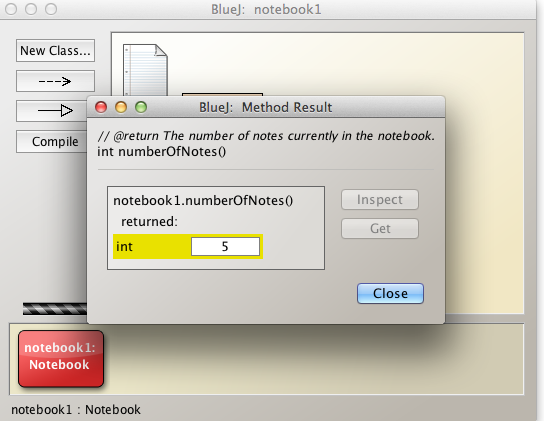 BlueJ:  notebook1
New Class...
Compile
BlueJ:  Method Result
// @return The number of notes currently in the notebook.
int numberOfNotes()
notebook1.numberOfNotes()
returned:
int 5
Inspect
Get
Close
notebook1:
Notebook
notebook1 : Notebook